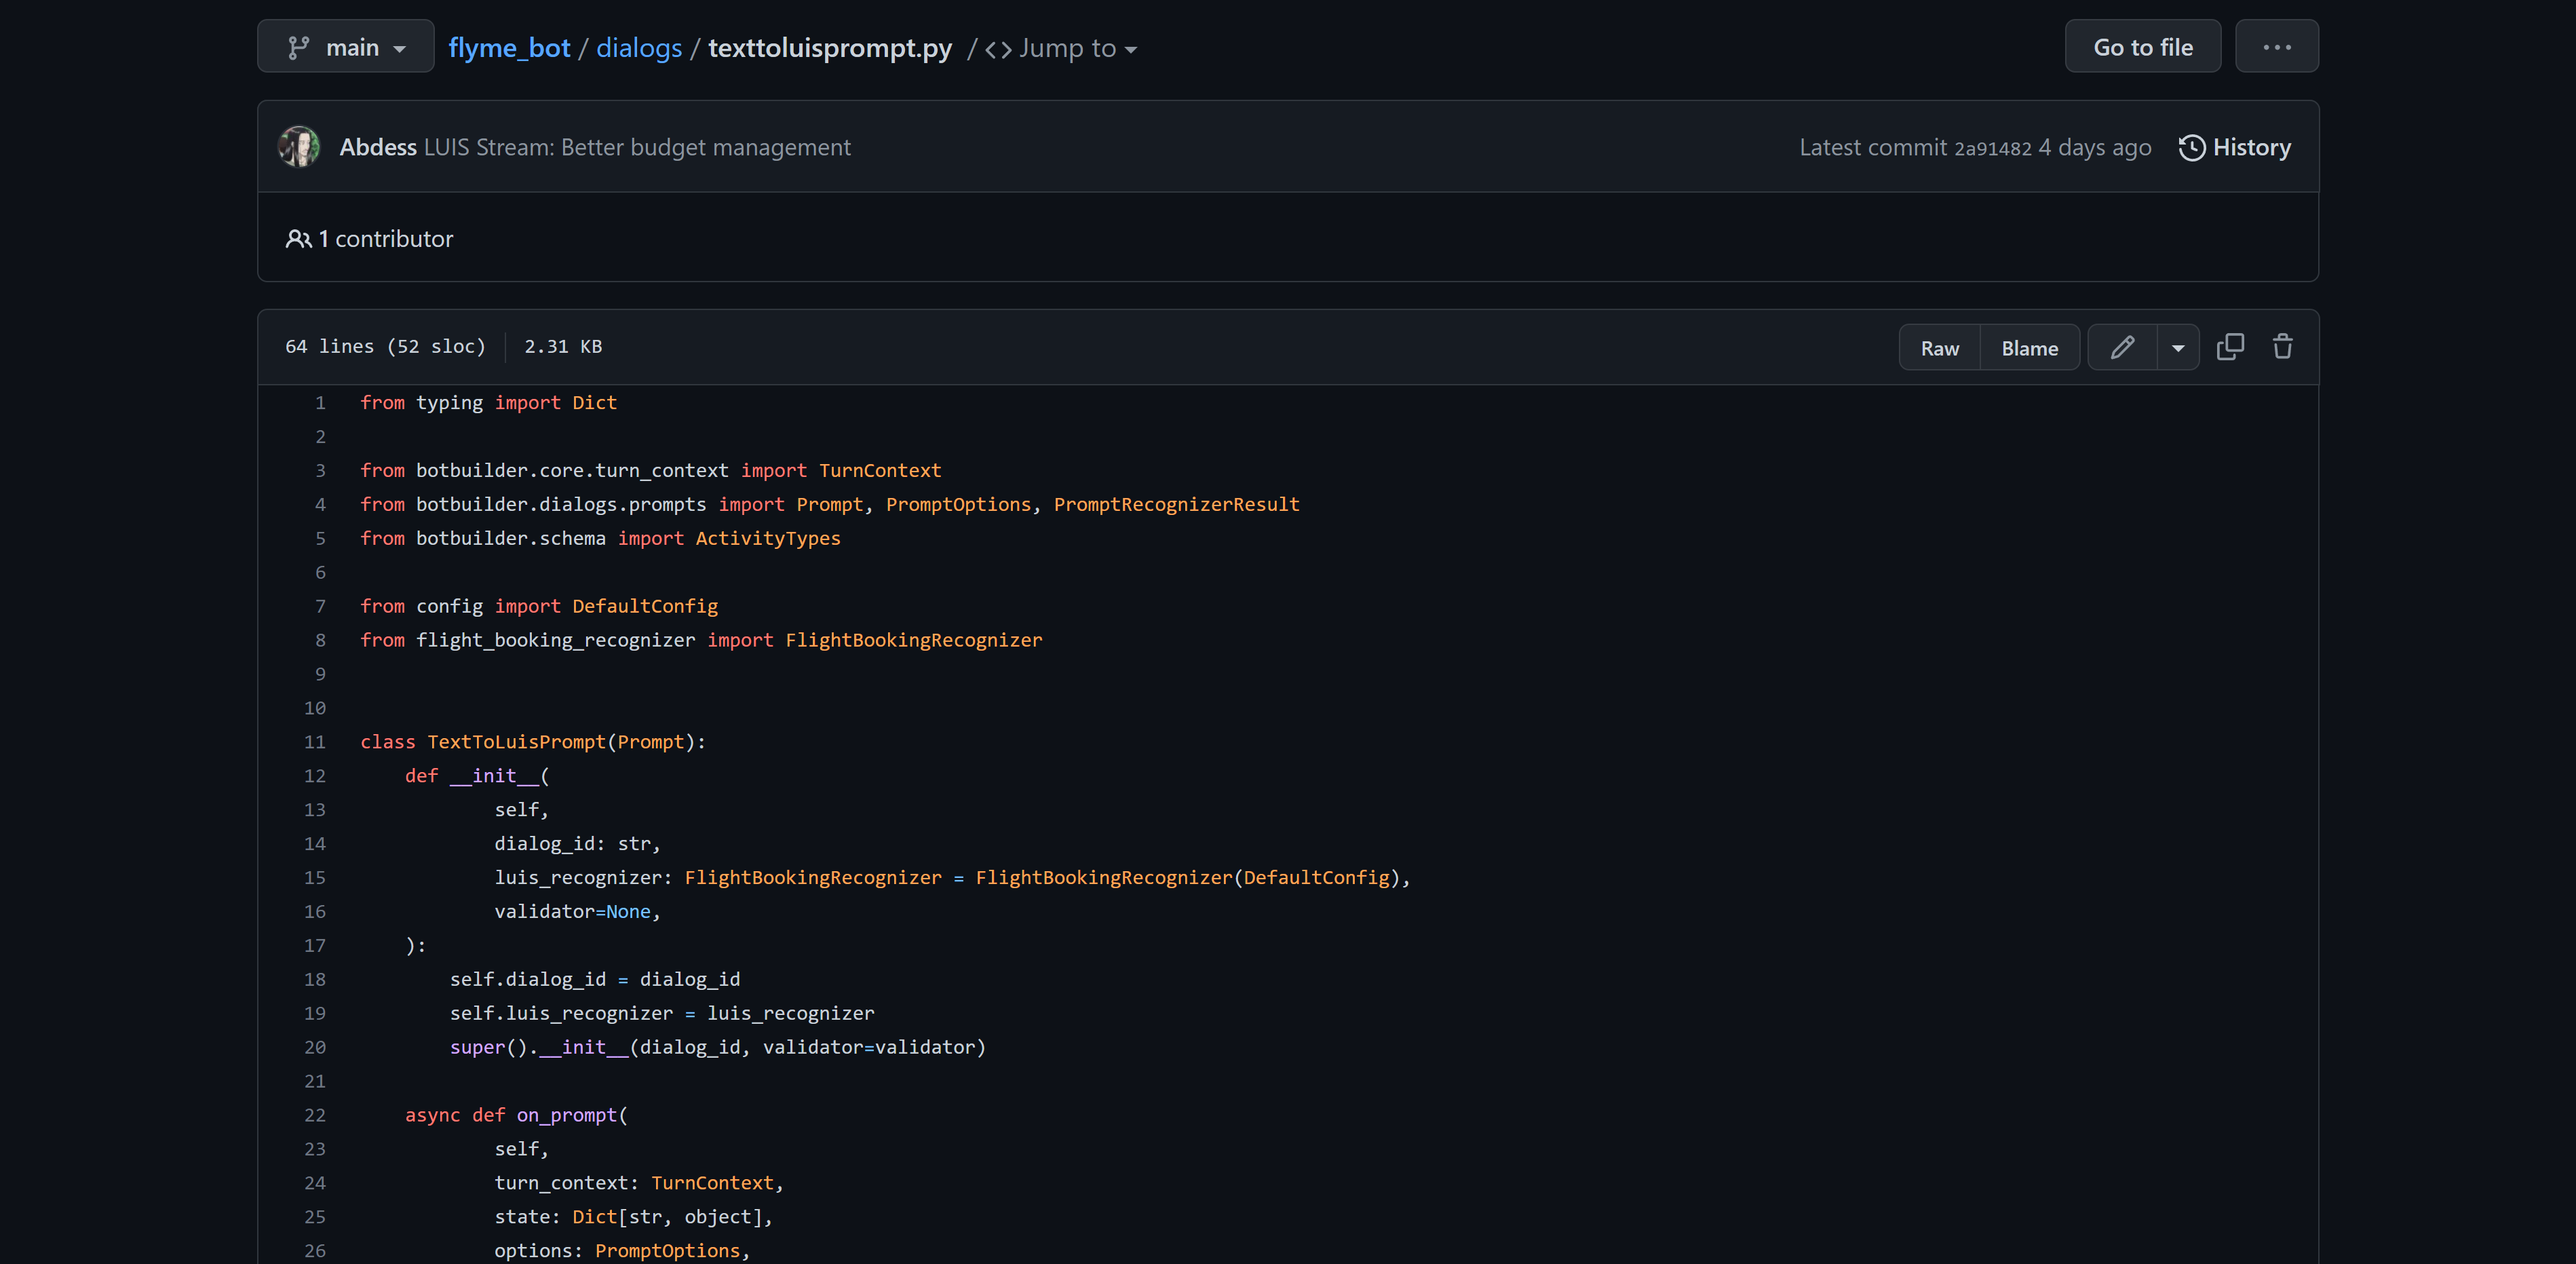 main flyme_bot / dialogs / texttoluisprompt.py / <> Jump to Go to file ...
Abdess LUIS Stream: Better budget management Latest commit 2a91482 4 days ago History
1 contributor
64 lines (52 sloc) 2.31 KB Raw Blame
1 from typing import Dict
2
3 from botbuilder.core.turn_context import TurnContext
4 from botbuilder.dialogs.prompts import Prompt, PromptOptions, PromptRecognizerResult
5 from botbuilder.schema import ActivityTypes
6
7 from config import DefaultConfig
8 from flight_booking_recognizer import FlightBookingRecognizer
9
10
11 class TextToLuisPrompt(Prompt):
12     def __init__(
13             self,
14             dialog_id: str,
15             luis_recognizer: FlightBookingRecognizer = FlightBookingRecognizer(DefaultConfig),
16             validator=None,
17     ):
18         self.dialog_id = dialog_id
19         self.luis_recognizer = luis_recognizer
20         super().__init__(dialog_id, validator=validator)
21
22     async def on_prompt(
23             self,
24             turn_context: TurnContext,
25             state: Dict[str, object],
26             options: PromptOptions,